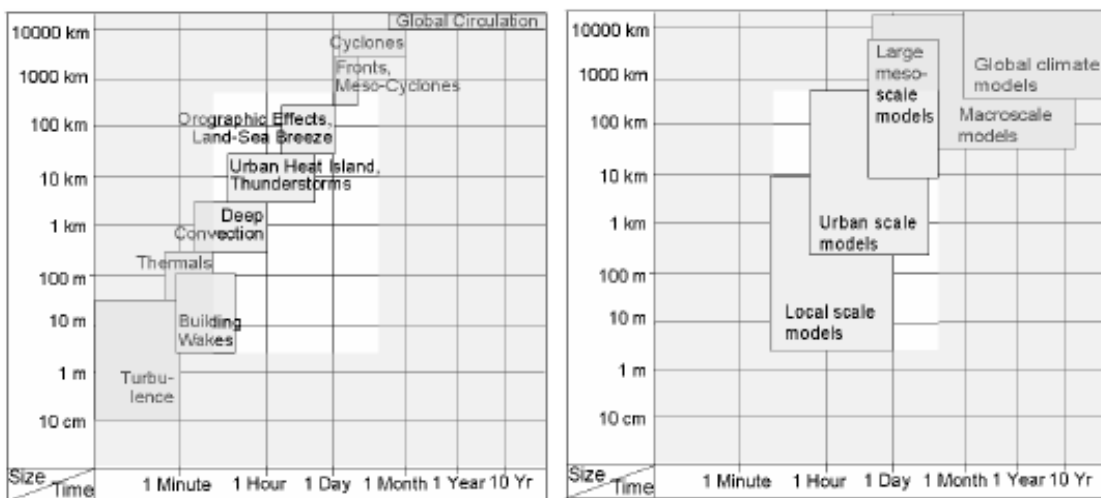 Global Circulation
10000 km
Cyclones
Fronts,
Meso-Cyclones
1000 km
Orographic Effects,
Land-Sea Breeze
100 km
Urban Heat Island,
Thunderstorms
10 km
Deep
Convection
1 km
Thermals
100 m
Building
Wakes
10 m
Turbu-
lence
1 m
10 cm
Size
Time
1 Minute 1 Hour 1 Day 1 Month 1 Year 10 Yr
10000 km
Large
meso-
scale
models
Global climate
models
1000 km
Macroscale
models
100 km
10 km
Urban scale
models
1 km
100 m
Local scale
models
10 m
1 m
10 cm
Size
Time
1 Minute 1 Hour 1 Day 1 Month 1 Year 10 Yr